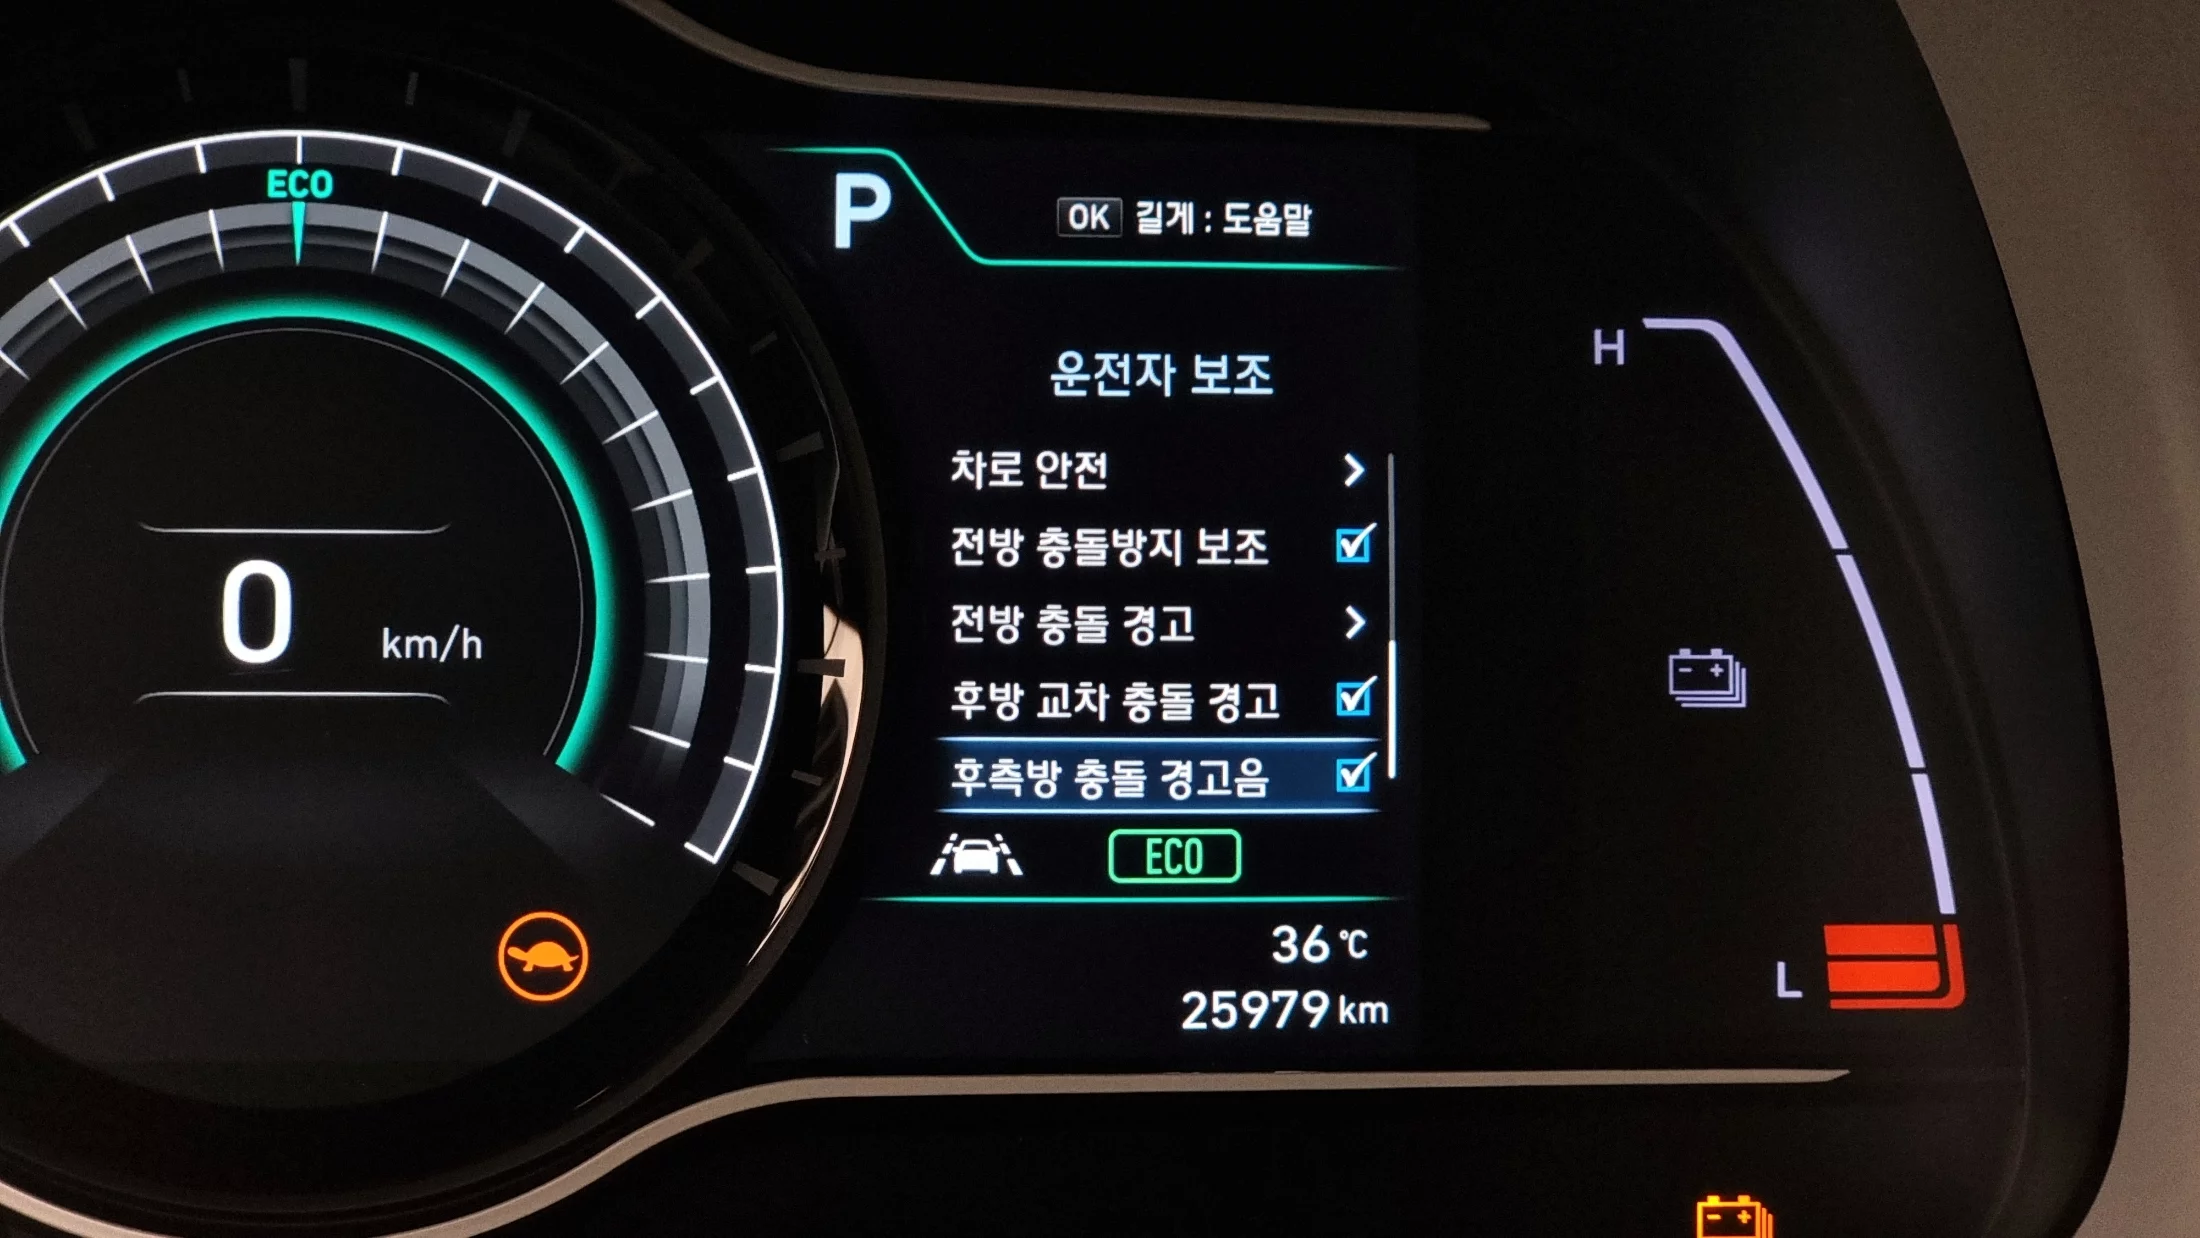 ECO
0 km/h
P
OK 길게 : 도움말
운전자 보조
차로 안전
전방 충돌방지 보조
전방 충돌 경고
후방 교차 충돌 경고
후측방 충돌 경고음
ECO
36 ℃
25979 km
H
L